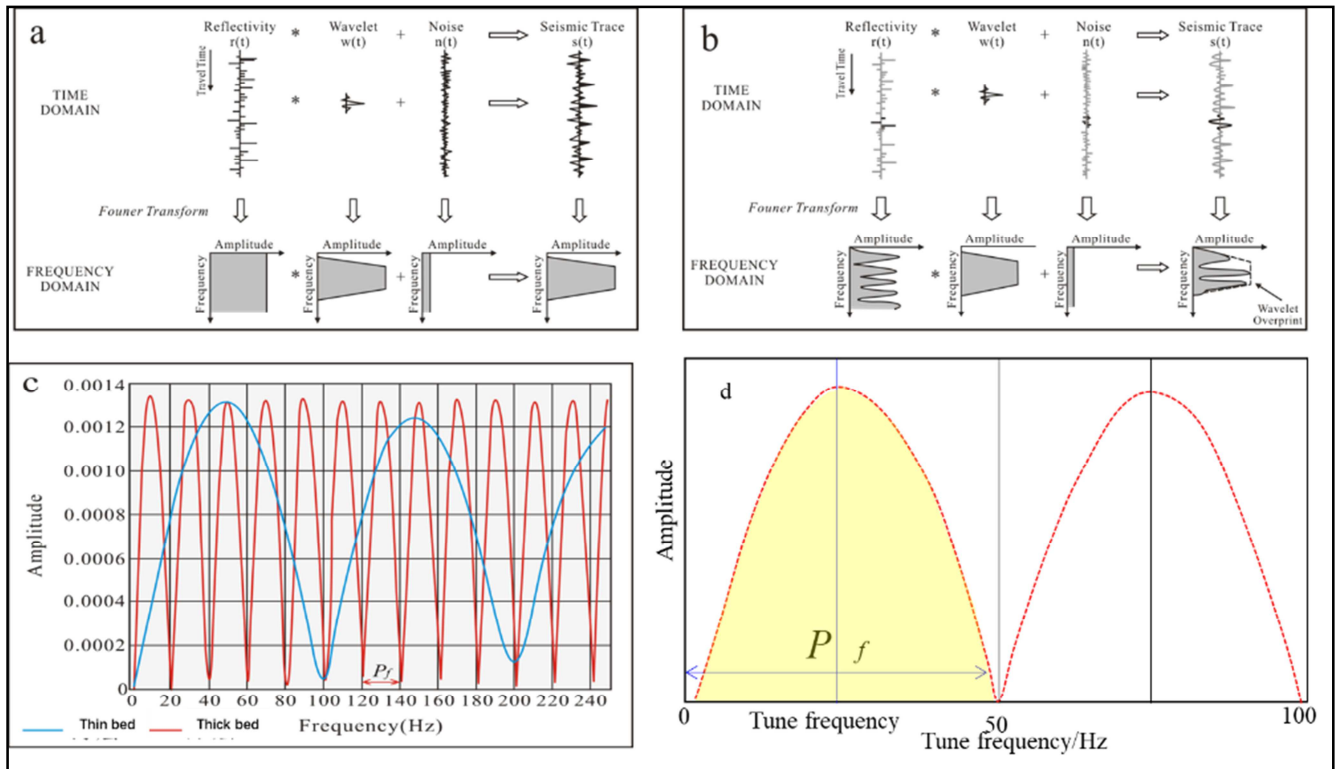 a
Reflectivity * Wavelet + Noise Seismic Trace
r(t) w(t) n(t) s(t)
Travel Time
TIME
DOMAIN
* +
Founer Transform
Amplitude Amplitude Amplitude Amplitude
FREQUENCY
DOMAIN
Frequency * Frequency + Frequency Frequency
b
Reflectivity * Wavelet + Noise Seismic Trace
r(t) w(t) n(t) s(t)
Travel Time
TIME
DOMAIN
* +
Founer Transform
Amplitude Amplitude Amplitude Amplitude
FREQUENCY
DOMAIN
Frequency * Frequency + Frequency Frequency
Wavelet
Overprint
c
Amplitude
0.0014
0.0012
0.0010
0.0008
0.0006
0.0004
0.0002
0
Pf
0 20 40 60 80 100 120 140 160 180 200 220 240
Thin bed Thick bed Frequency(Hz)
d
Amplitude
P f
0 50 100
Tune frequency
Tune frequency/Hz